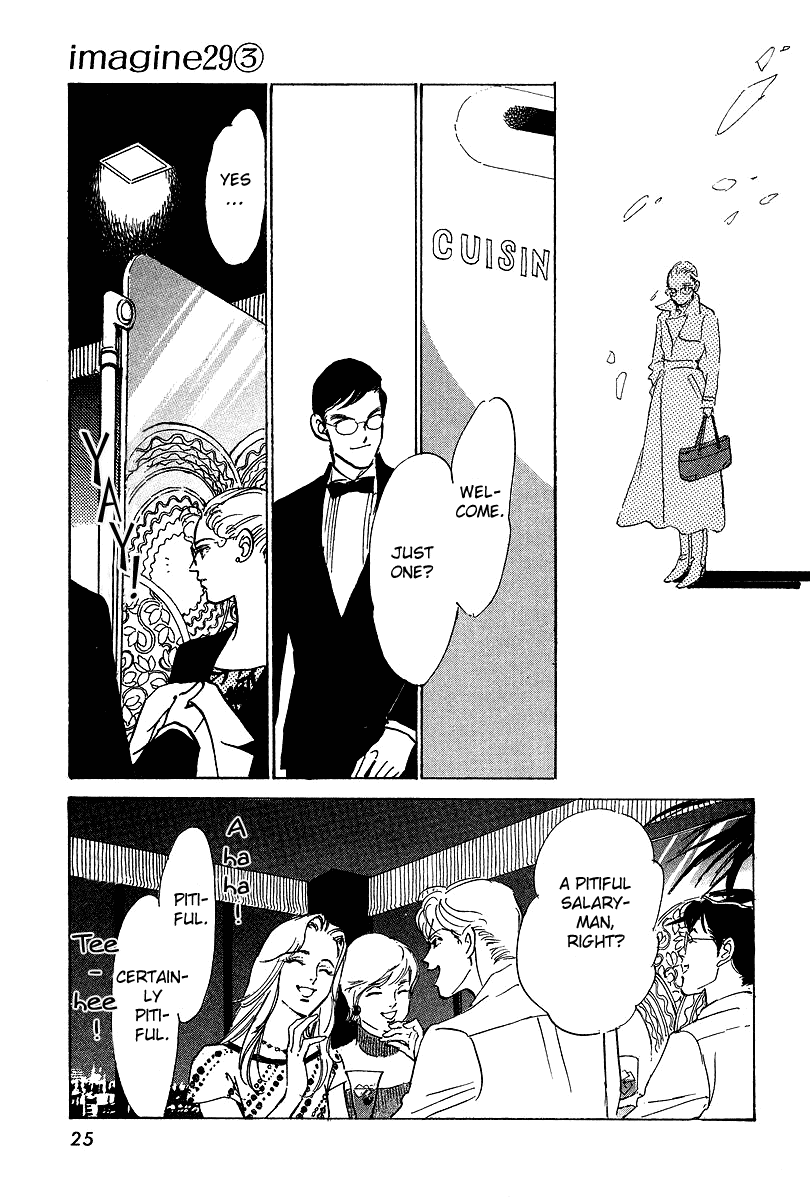 imagine29③
CUISIN
WEL-
COME.
JUST
ONE?
YES
...
YAY!
A PITIFUL
SALARY-
MAN,
RIGHT?
A
ha
ha
!
PITI-
FUL.
CERTAIN-
LY
PITI-
FUL.
Tee
-
hee
!
25